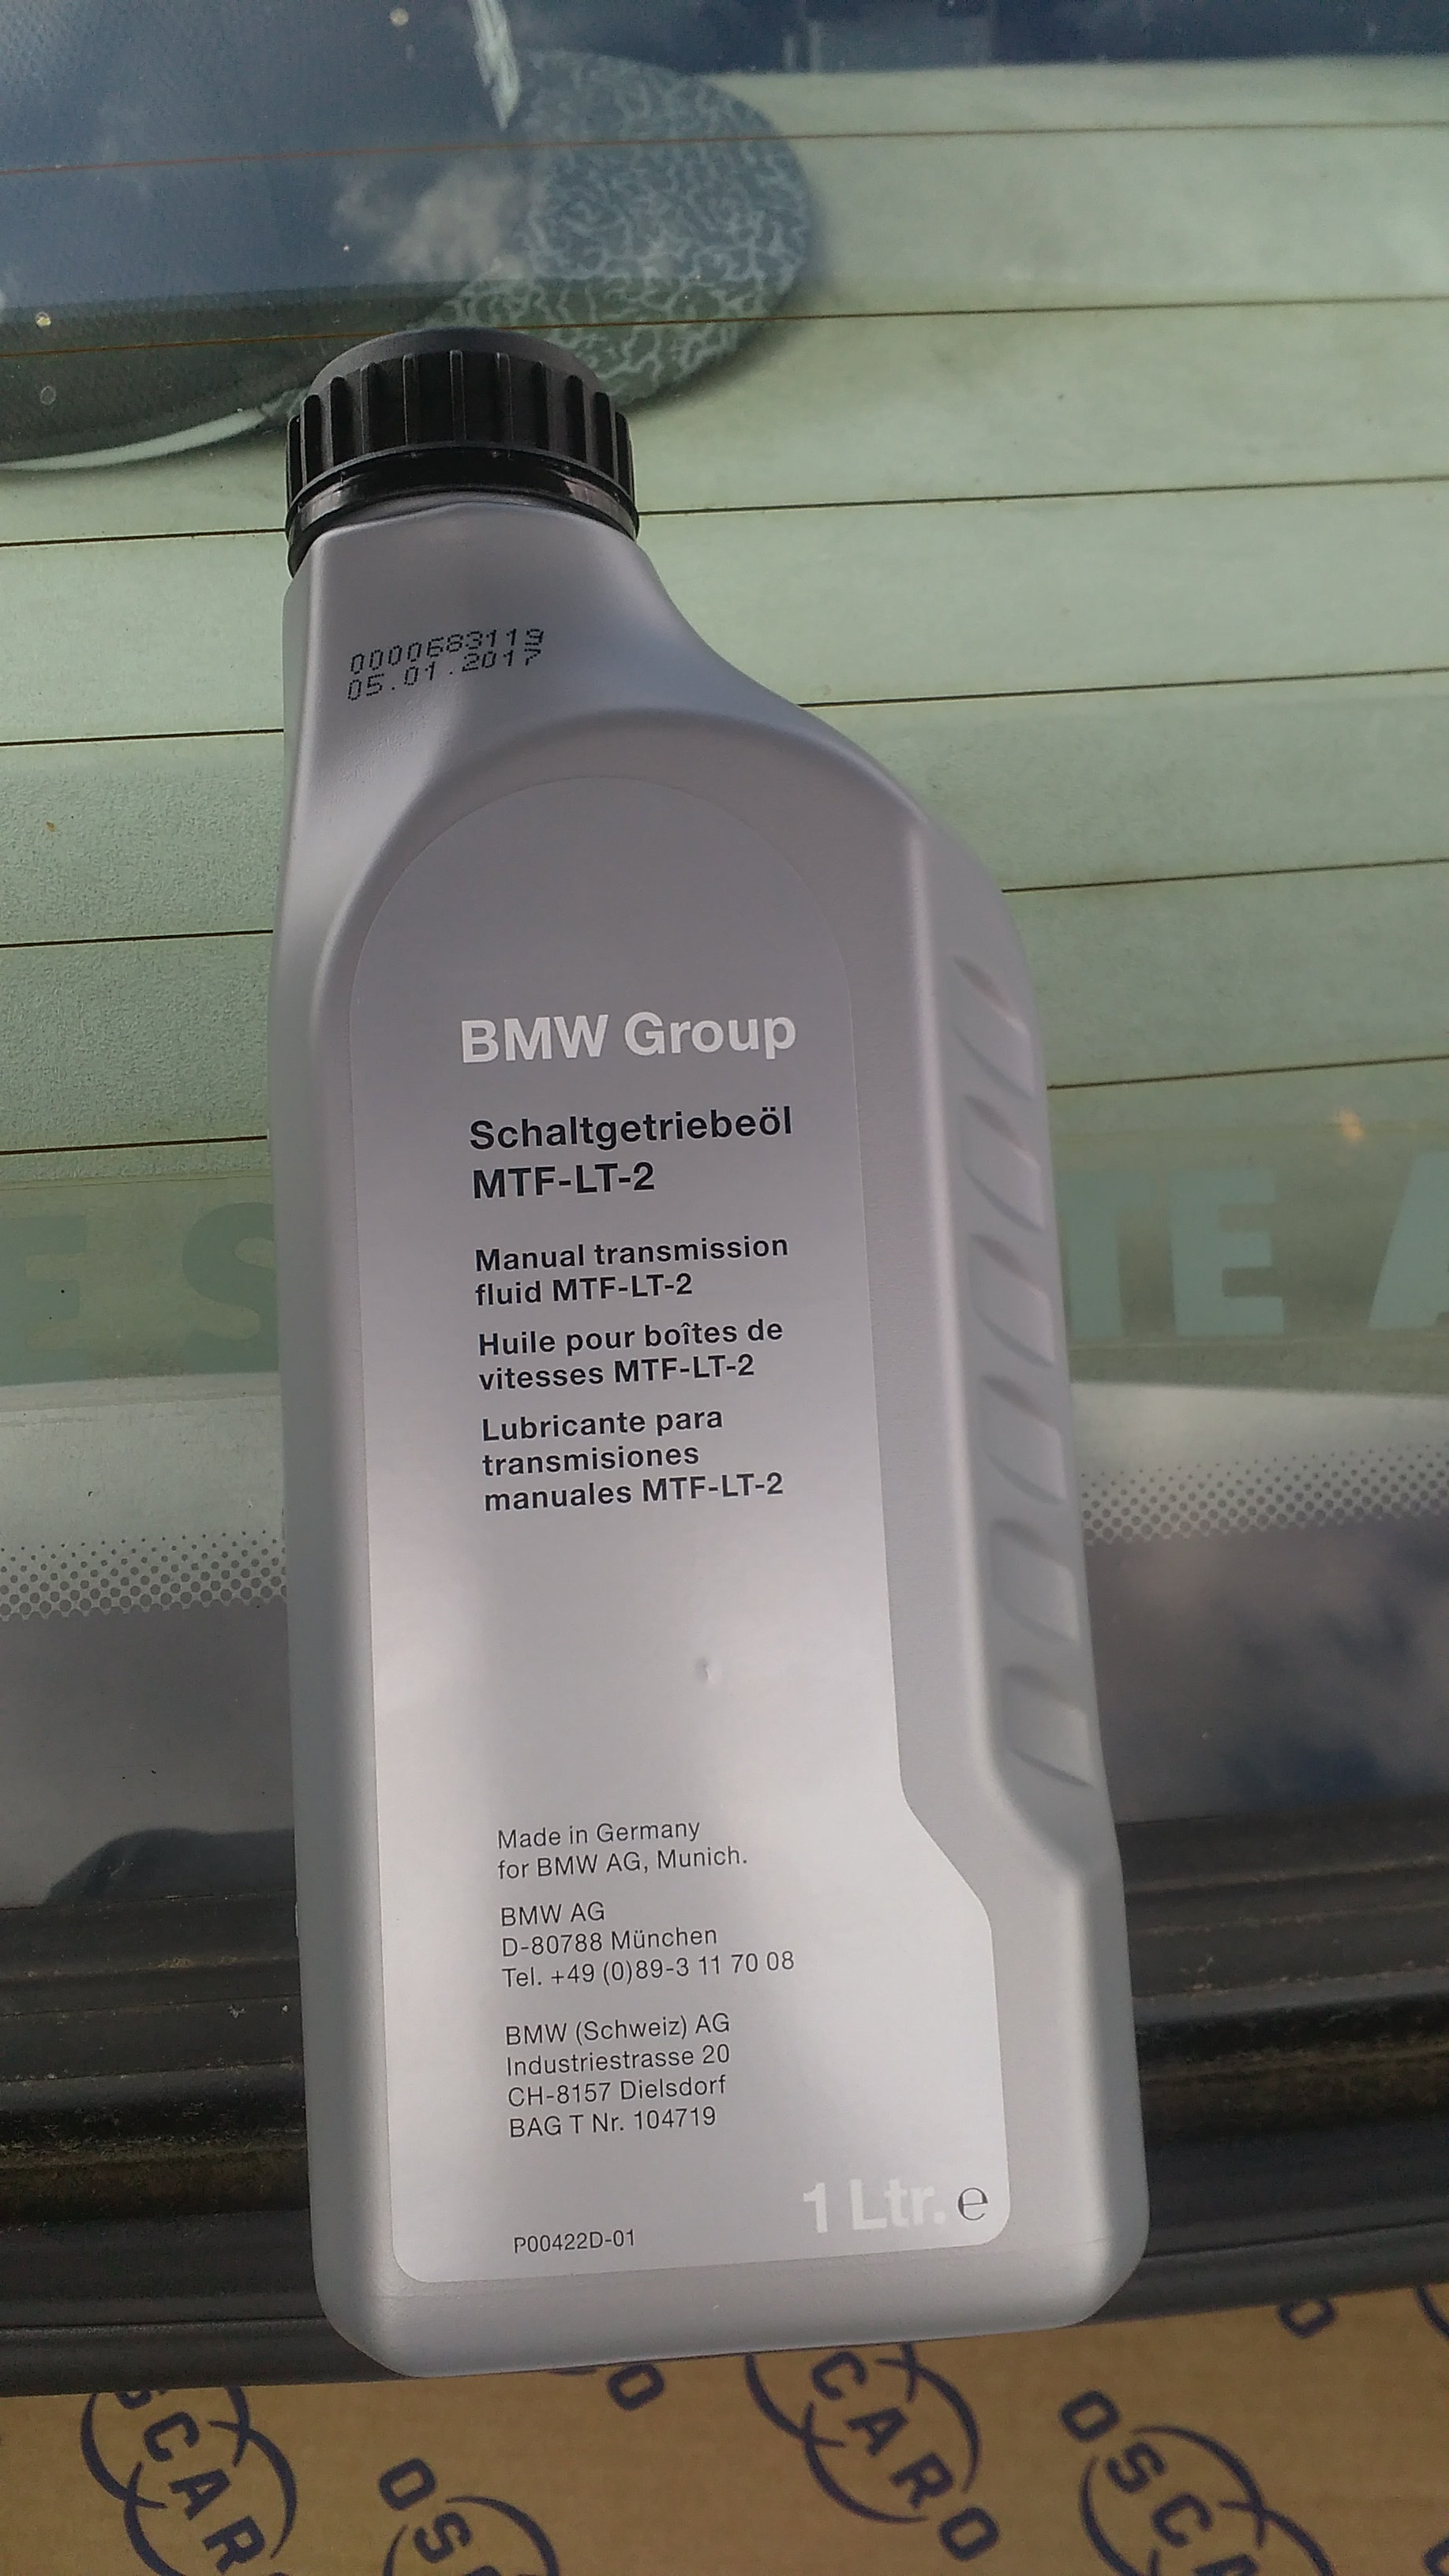 0000683119
05.01.2017
BMW Group
Schaltgetriebeöl
MTF-LT-2
Manual transmission
fluid MTF-LT-2
Huile pour boîtes de
vitesses MTF-LT-2
Lubricante para
transmisiones
manuales MTF-LT-2
Made in Germany
for BMW AG, Munich.
BMW AG
D-80788 München
Tel. +49 (0)89-3 11 70 08
BMW (Schweiz) AG
Industriestrasse 20
CH-8157 Dielsdorf
BAG T Nr. 104719
1 Ltr. e
P00422D-01
OSCARO